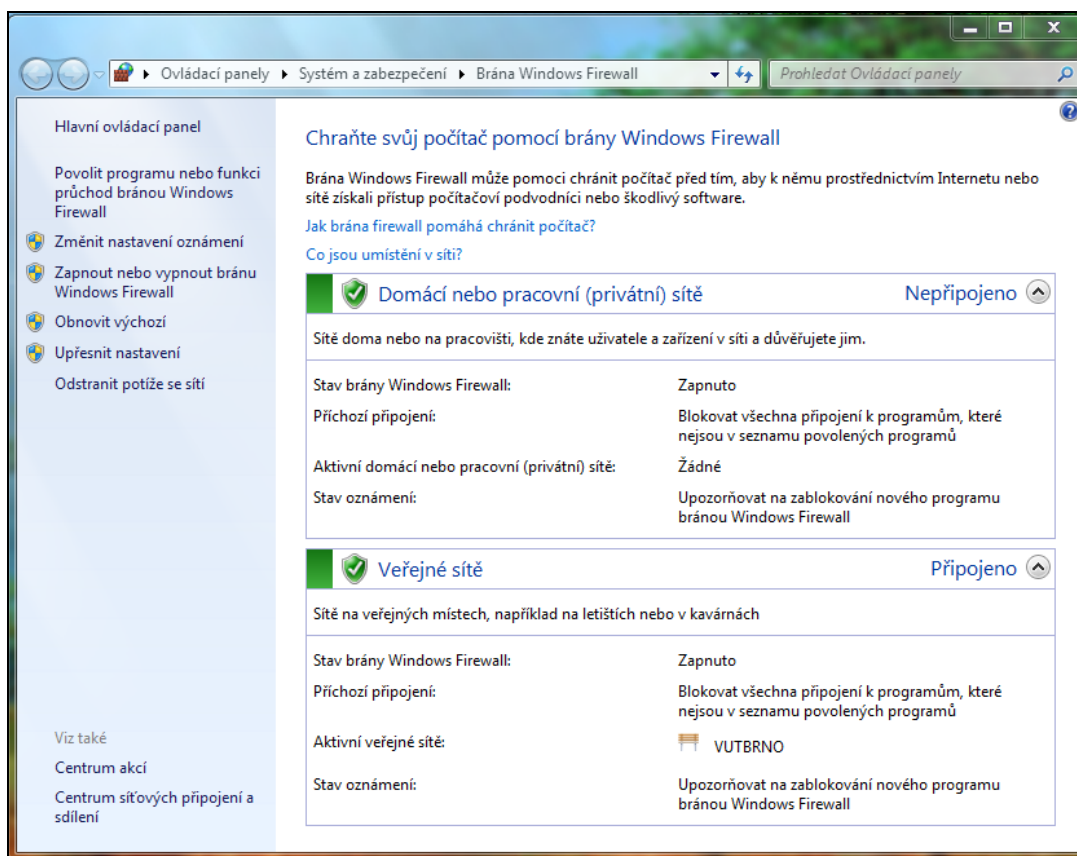 Ovládací panely ▸ Systém a zabezpečení ▸ Brána Windows Firewall
Prohledat Ovládací panely
Hlavní ovládací panel
Povolit programu nebo funkci
průchod bránou Windows
Firewall
Změnit nastavení oznámení
Zapnout nebo vypnout bránu
Windows Firewall
Obnovit výchozí
Upřesnit nastavení
Odstranit potíže se sítí
Viz také
Centrum akcí
Centrum síťových připojení a
sdílení
Chraňte svůj počítač pomocí brány Windows Firewall
Brána Windows Firewall může pomoci chránit počítač před tím, aby k němu prostřednictvím Internetu nebo
sítě získali přístup počítačoví podvodníci nebo škodlivý software.
Jak brána firewall pomáhá chránit počítač?
Co jsou umístění v síti?
Domácí nebo pracovní (privátní) sítě Nepřipojeno
Sítě doma nebo na pracovišti, kde znáte uživatele a zařízení v síti a důvěřujete jim.
Stav brány Windows Firewall: Zapnuto
Příchozí připojení: Blokovat všechna připojení k programům, které
nejsou v seznamu povolených programů
Aktivní domácí nebo pracovní (privátní) sítě: Žádné
Stav oznámení: Upozorňovat na zablokování nového programu
bránou Windows Firewall
Veřejné sítě Připojeno
Sítě na veřejných místech, například na letištích nebo v kavárnách
Stav brány Windows Firewall: Zapnuto
Příchozí připojení: Blokovat všechna připojení k programům, které
nejsou v seznamu povolených programů
Aktivní veřejné sítě: VUTBRNO
Stav oznámení: Upozorňovat na zablokování nového programu
bránou Windows Firewall